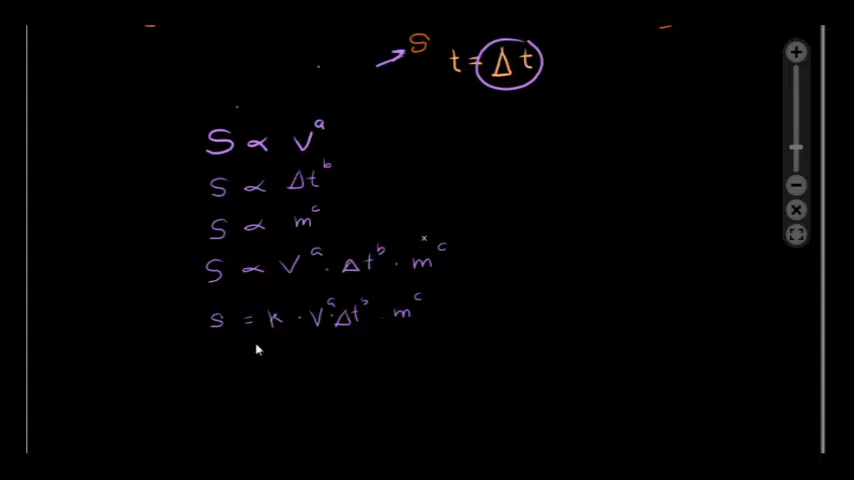 S
t = Δt
S ∝ v^a
S ∝ Δt^b
S ∝ m^c
S ∝ v^a · Δt^b · m^c
S = k · v^a · Δt^b · m^c